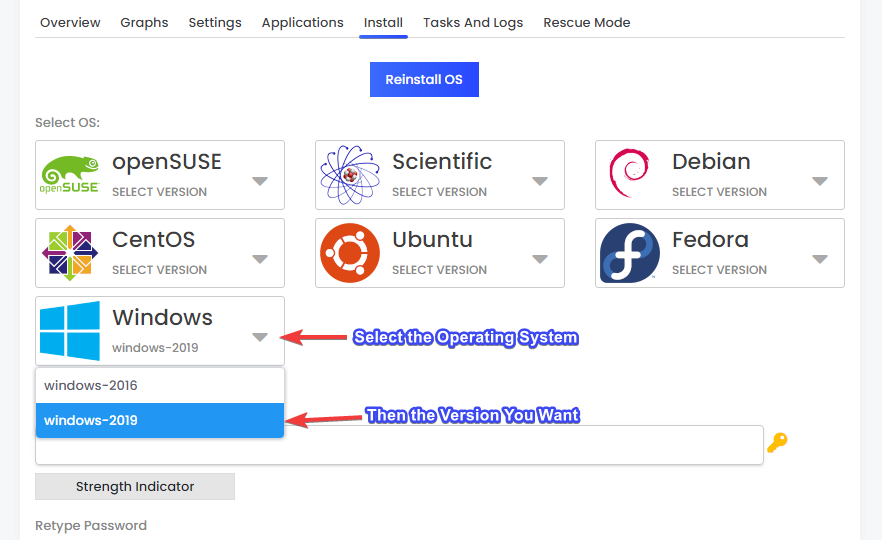 Overview Graphs Settings Applications Install Tasks And Logs Rescue Mode
Reinstall OS
Select OS:
openSUSE openSUSE SELECT VERSION
Scientific SELECT VERSION
Debian SELECT VERSION
CentOS SELECT VERSION
Ubuntu SELECT VERSION
Fedora SELECT VERSION
Windows windows-2019
Select the Operating System
windows-2016
windows-2019
Then the Version You Want
Strength Indicator
Retype Password